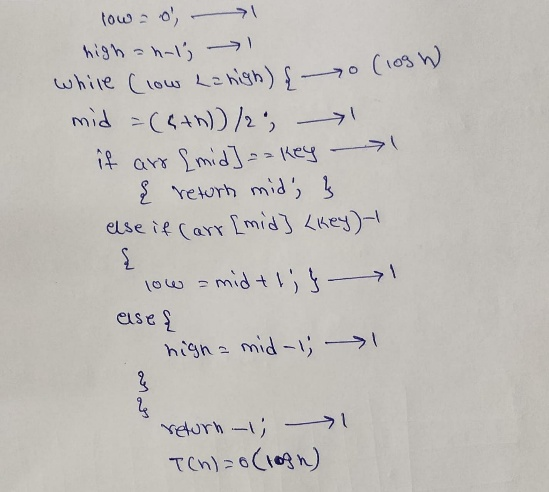 low = 0; → 1
high = n-1; → 1
while (low <= high) { → O (log n)
mid = (l+h))/2; → 1
if arr [mid] == key → 1
{ return mid; }
else if (arr [mid] < key) - 1
{
low = mid + 1; } → 1
else {
high = mid - 1; → 1
}
}
return -1; → 1
T(n) = O(log n)